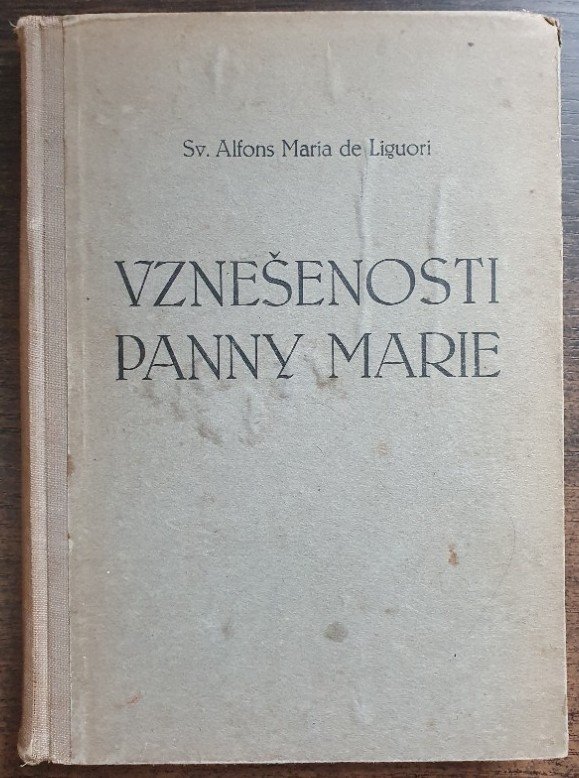 Sv. Alfons Maria de Liguori
VZNEŠENOSTI
PANNY MARIE